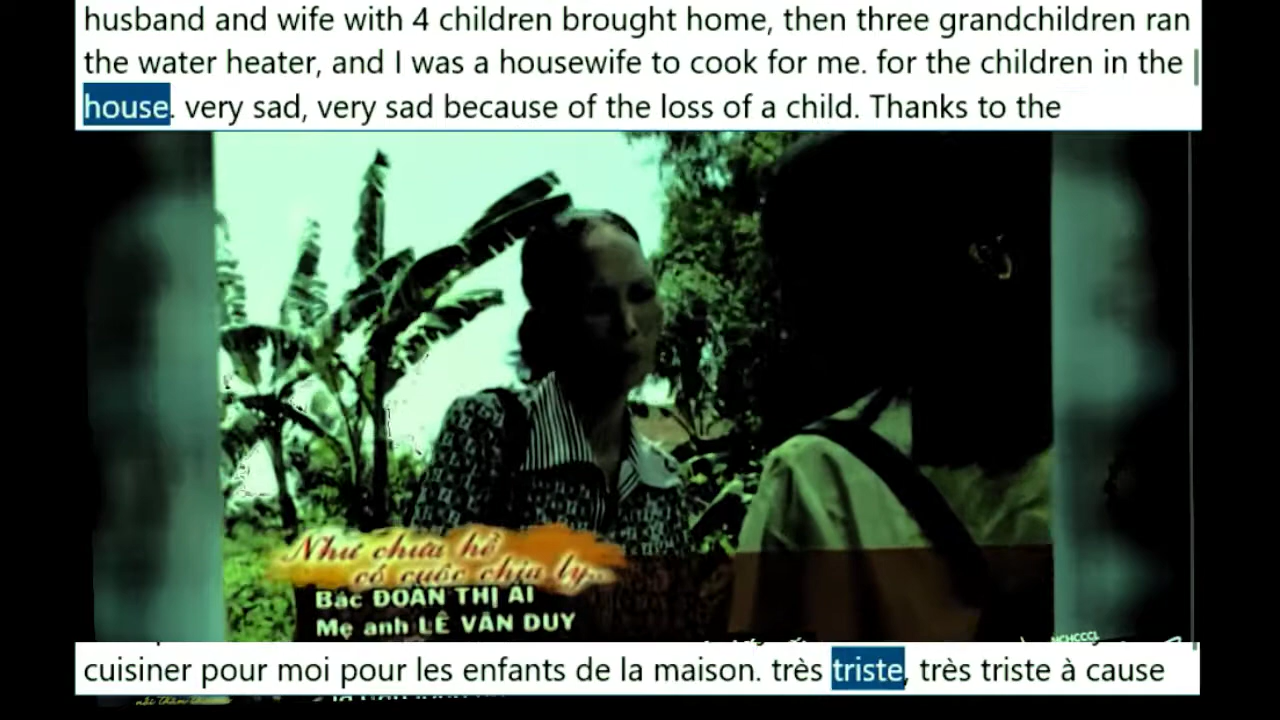 husband and wife with 4 children brought home, then three grandchildren ran
the water heater, and I was a housewife to cook for me. for the children in the
house. very sad, very sad because of the loss of a child. Thanks to the
Như chưa hề
có cuộc chia ly..
Bác ĐOÀN THỊ ÁI
Mẹ anh LÊ VĂN DUY
NCHCCCL
cuisiner pour moi pour les enfants de la maison. très triste, très triste à cause